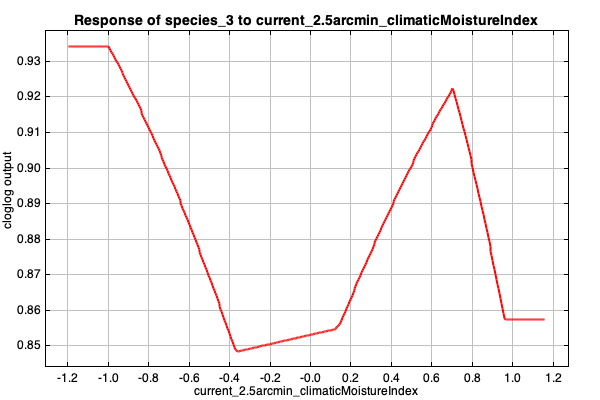 Response of species_3 to current_2.5arcmin_climaticMoistureIndex
0.93
0.92
0.91
0.90
0.89
0.88
0.87
0.86
0.85
cloglog output
-1.2 -1.0 -0.8 -0.6 -0.4 -0.2 -0.0 0.2 0.4 0.6 0.8 1.0 1.2
current_2.5arcmin_climaticMoistureIndex